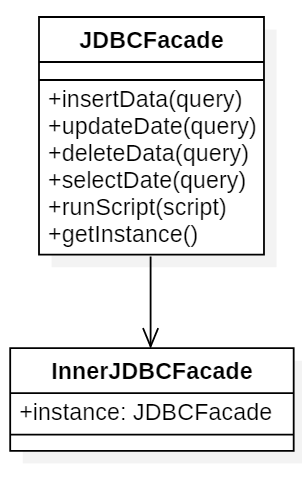 JDBCFacade
+insertData(query)
+updateDate(query)
+deleteData(query)
+selectDate(query)
+runScript(script)
+getInstance()
InnerJDBCFacade
+instance: JDBCFacade